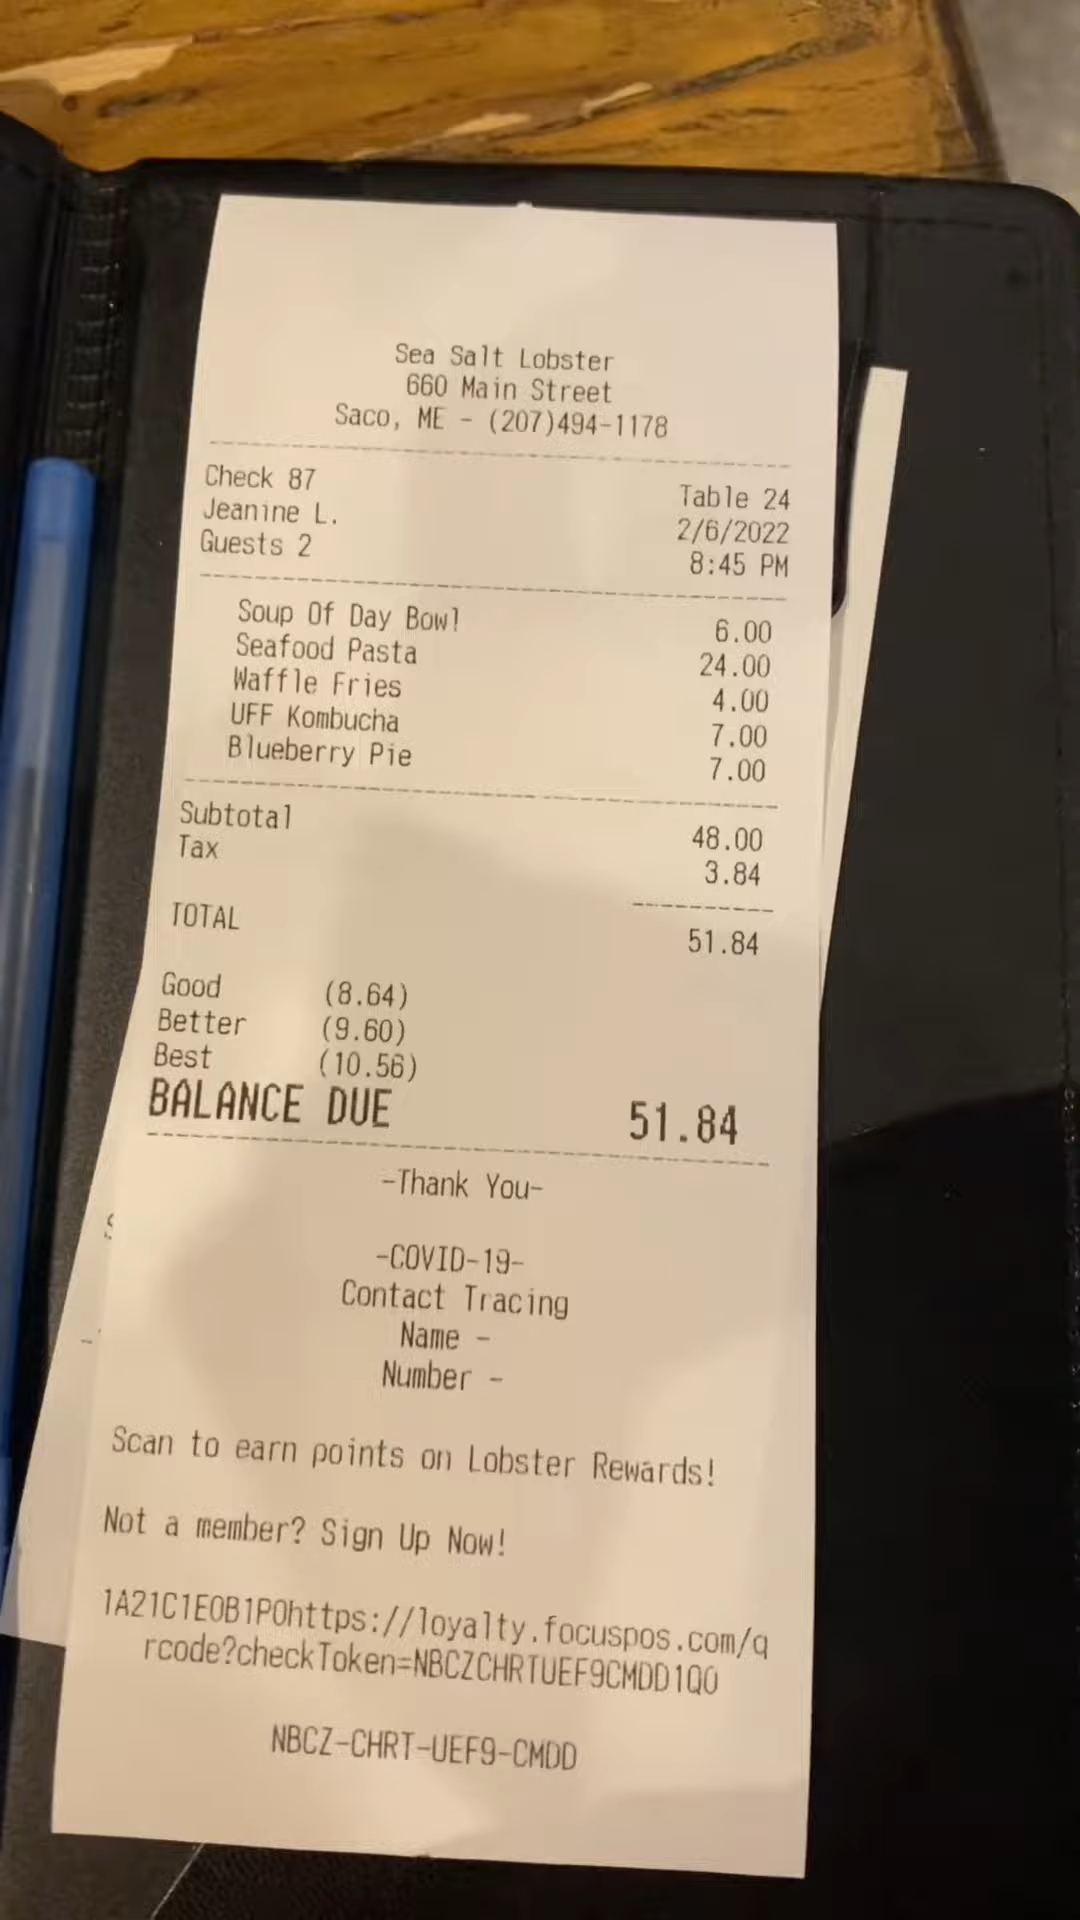 Sea Salt Lobster
660 Main Street
Saco, ME - (207)494-1178
Check 87 Table 24
Jeanine L. 2/6/2022
Guests 2 8:45 PM
Soup Of Day Bowl 6.00
Seafood Pasta 24.00
Waffle Fries 4.00
UFF Kombucha 7.00
Blueberry Pie 7.00
Subtotal 48.00
Tax 3.84
TOTAL 51.84
Good (8.64)
Better (9.60)
Best (10.56)
BALANCE DUE 51.84
-Thank You-
-COVID-19-
Contact Tracing
Name -
Number -
Scan to earn points on Lobster Rewards!
Not a member? Sign Up Now!
1A21C1E0B1P0https://loyalty.focuspos.com/q
rcode?checkToken=NBCZCHRTUEF9CMDD1Q0
NBCZ-CHRT-UEF9-CMDD